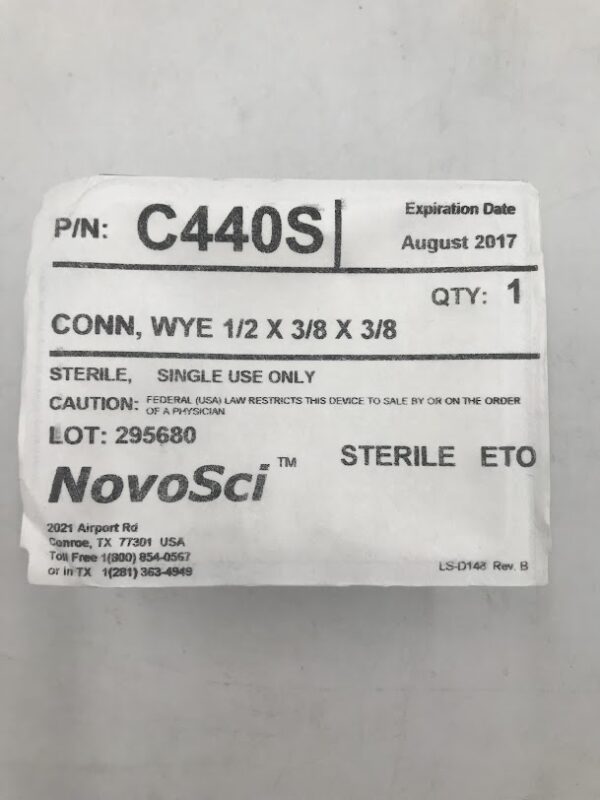 P/N: C440S
Expiration Date
August 2017
QTY: 1
CONN, WYE 1/2 X 3/8 X 3/8
STERILE, SINGLE USE ONLY
CAUTION: FEDERAL (USA) LAW RESTRICTS THIS DEVICE TO SALE BY OR ON THE ORDER
OF A PHYSICIAN
LOT: 295680
STERILE ETO
NovoSci™
2021 Airport Rd
Conroe, TX 77301 USA
Toll Free 1(800) 854-0567
or in TX 1(281) 363-4949
LS-D148 Rev. B